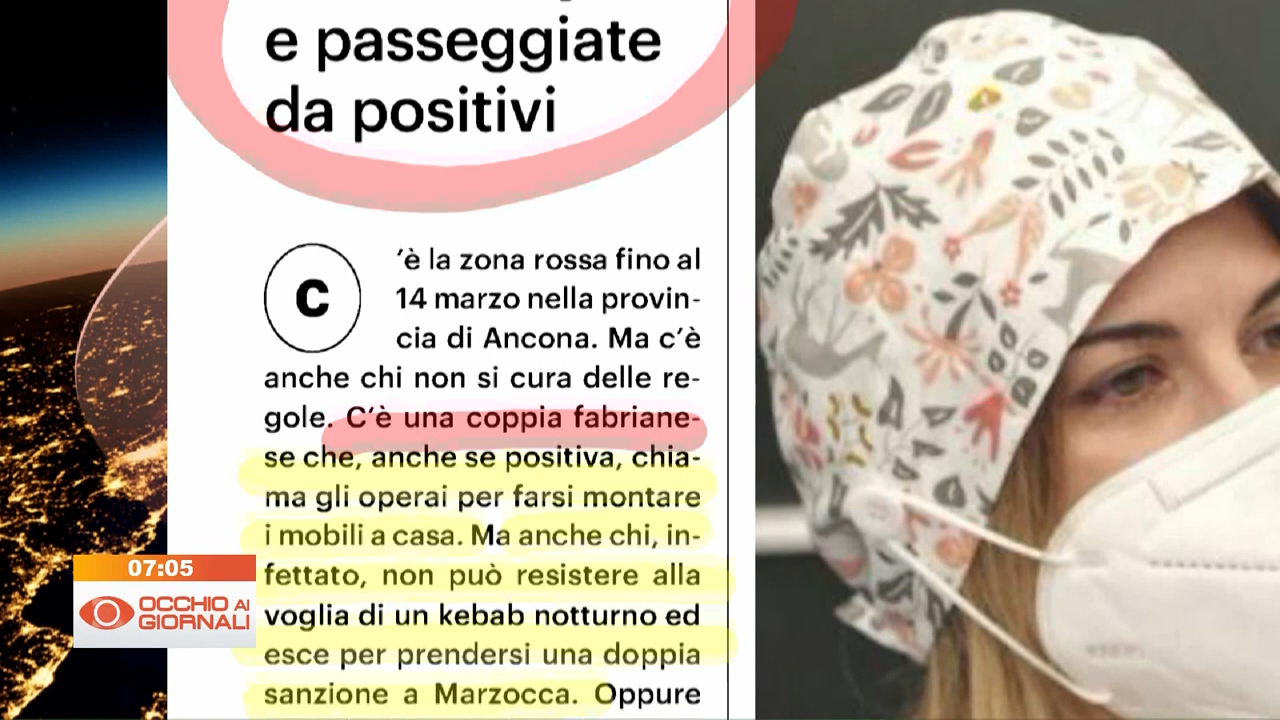 e passeggiate
da positivi
C
’è la zona rossa fino al
14 marzo nella provin-
cia di Ancona. Ma c’è
anche chi non si cura delle re-
gole. C’è una coppia fabriane-
se che, anche se positiva, chia-
ma gli operai per farsi montare
i mobili a casa. Ma anche chi, in-
fettato, non può resistere alla
voglia di un kebab notturno ed
esce per prendersi una doppia
sanzione a Marzocca. Oppure
07:05
OCCHIO AI
GIORNALI